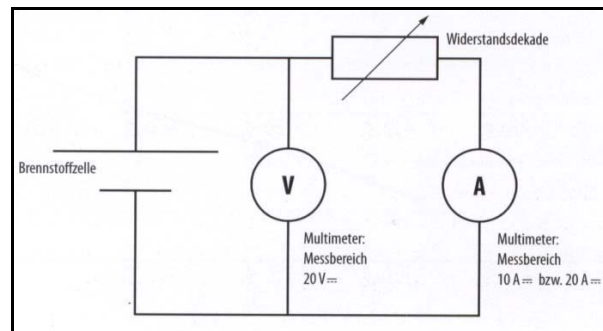 Widerstandsdekade
Brennstoffzelle
V
A
Multimeter:
Messbereich
20 V⎓
Multimeter:
Messbereich
10 A⎓ bzw. 20 A⎓